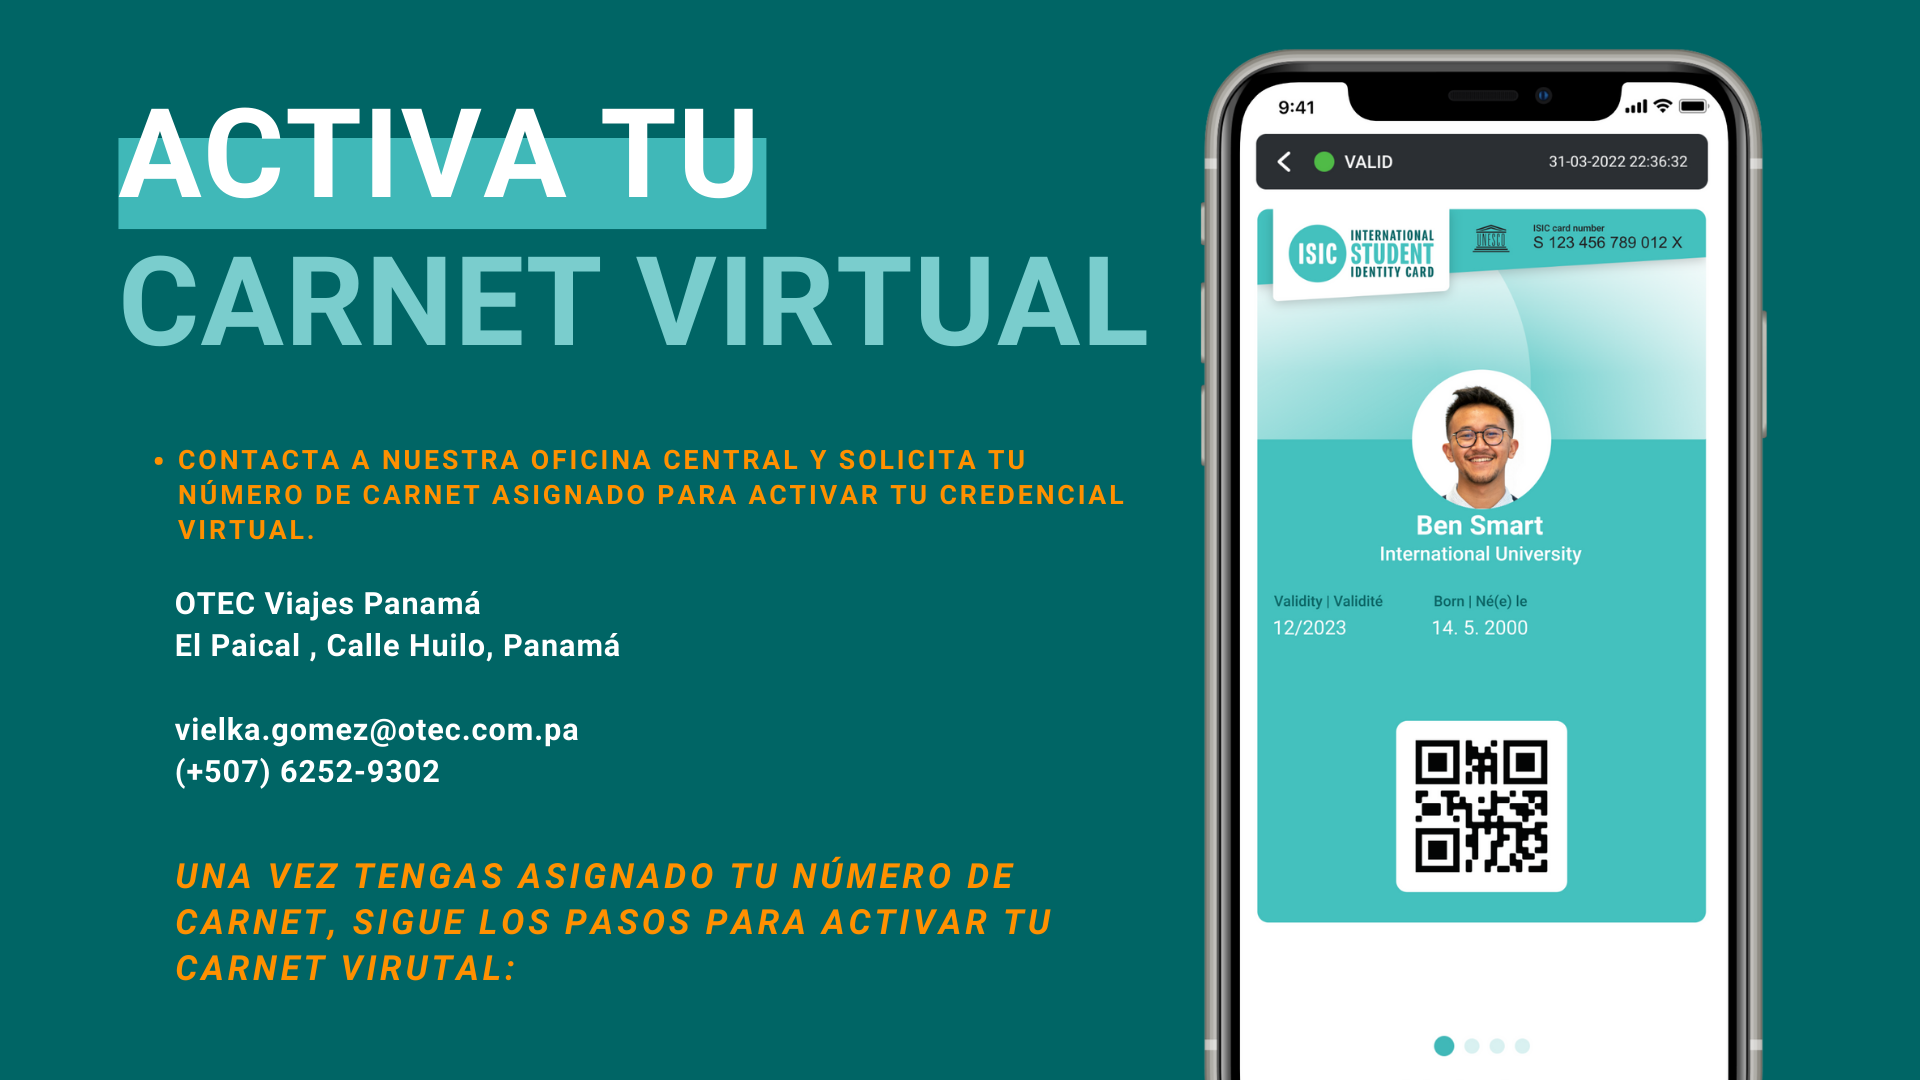 ACTIVA TU
CARNET VIRTUAL
• CONTACTA A NUESTRA OFICINA CENTRAL Y SOLICITA TU
NÚMERO DE CARNET ASIGNADO PARA ACTIVAR TU CREDENCIAL
VIRTUAL.
OTEC Viajes Panamá
El Paical , Calle Huilo, Panamá
vielka.gomez@otec.com.pa
(+507) 6252-9302
UNA VEZ TENGAS ASIGNADO TU NÚMERO DE
CARNET, SIGUE LOS PASOS PARA ACTIVAR TU
CARNET VIRUTAL:
9:41
VALID 31-03-2022 22:36:32
ISIC
INTERNATIONAL
STUDENT
IDENTITY CARD
UNESCO
ISIC card number
S 123 456 789 012 X
Ben Smart
International University
Validity | Validité Born | Né(e) le
12/2023 14. 5. 2000